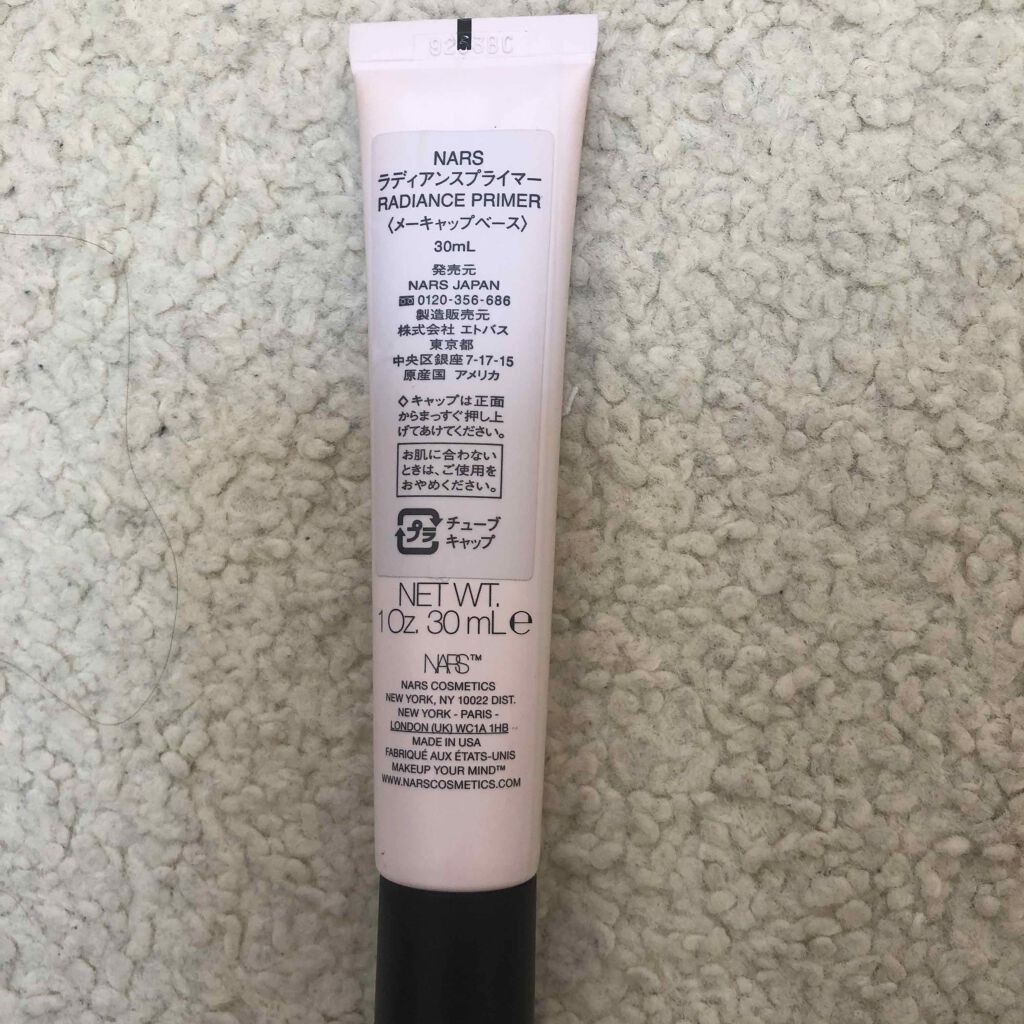 NARS
ラディアンスプライマー
RADIANCE PRIMER
〈メーキャップベース〉
30mL
発売元
NARS JAPAN
0120-356-686
製造販売元
株式会社 エトバス
東京都
中央区銀座7-17-15
原産国 アメリカ
◇キャップは正面
からまっすぐ押し上
げてあけてください。
お肌に合わない
ときは、ご使用を
おやめください。
プラ チューブ
キャップ
NET WT.
1 Oz. 30 mL e
NARS™
NARS COSMETICS
NEW YORK, NY 10022 DIST.
NEW YORK - PARIS -
LONDON (UK) WC1A 1HB
MADE IN USA
FABRIQUÉ AUX ÉTATS-UNIS
MAKEUP YOUR MIND™
WWW.NARSCOSMETICS.COM